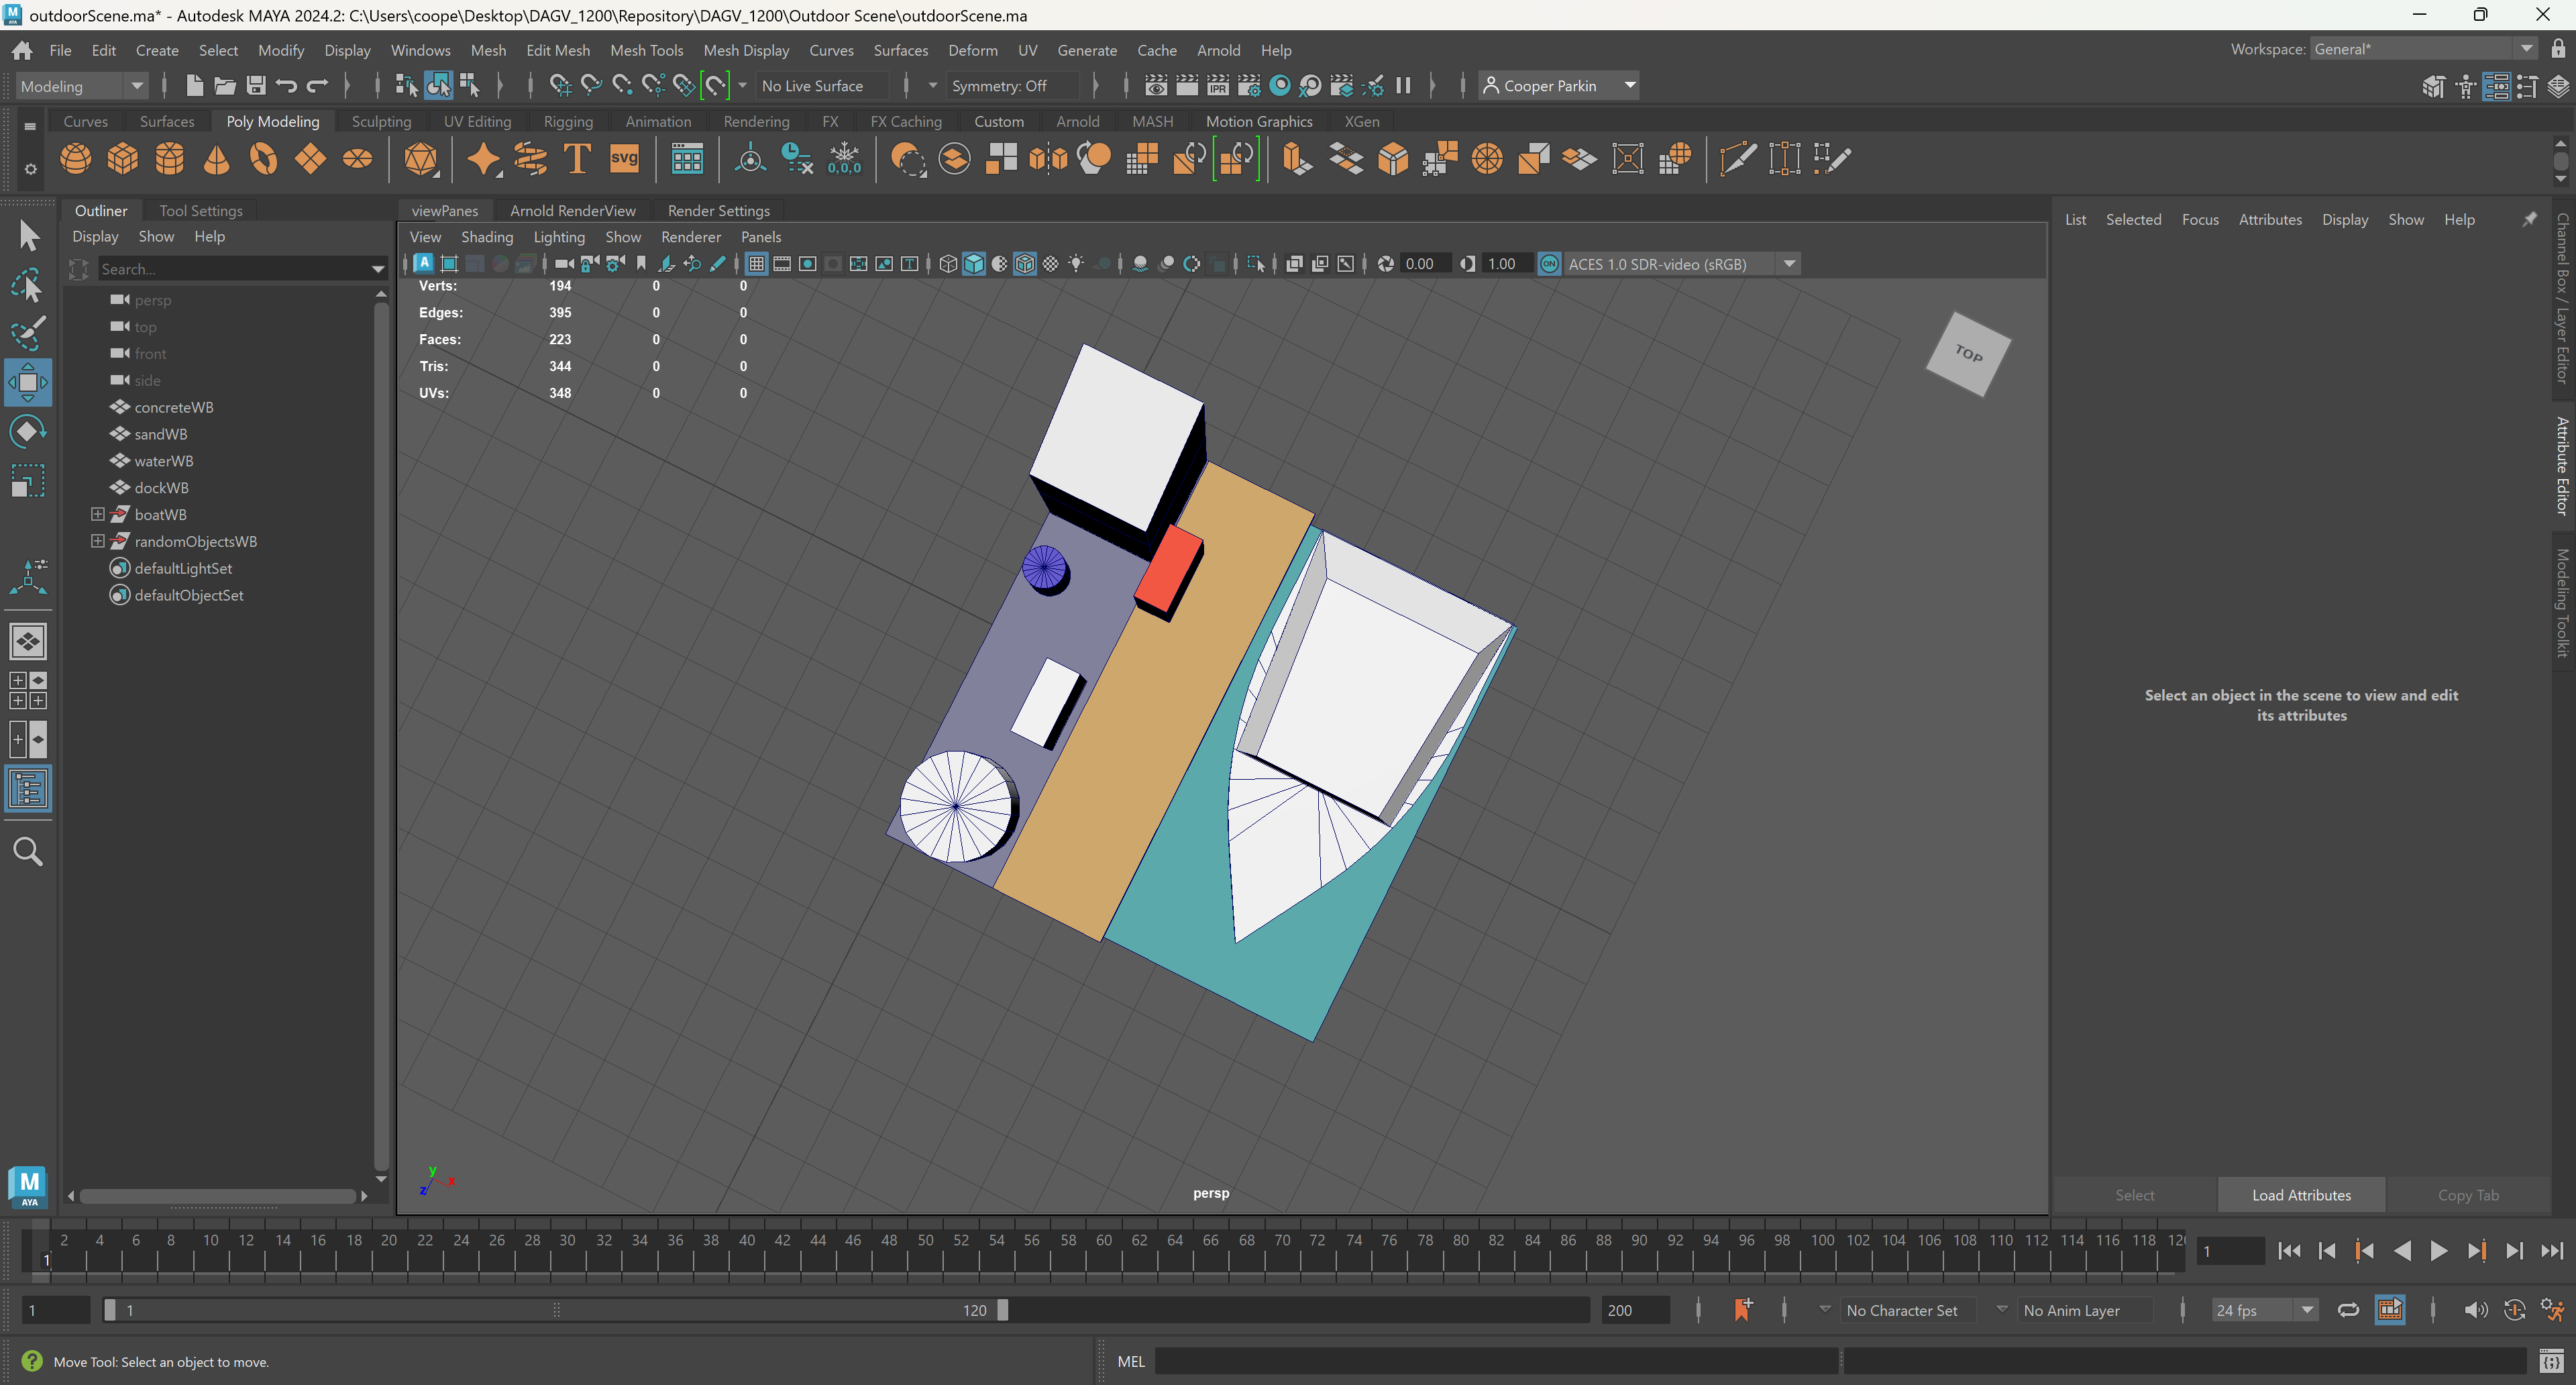 outdoorScene.ma* - Autodesk MAYA 2024.2: C:\Users\coope\Desktop\DAGV_1200\Repository\DAGV_1200\Outdoor Scene\outdoorScene.ma
File Edit Create Select Modify Display Windows Mesh Edit Mesh Mesh Tools Mesh Display Curves Surfaces Deform UV Generate Cache Arnold Help
Workspace: General*
Modeling
No Live Surface
Symmetry: Off
IPR
Cooper Parkin
Curves Surfaces Poly Modeling Sculpting UV Editing Rigging Animation Rendering FX FX Caching Custom Arnold MASH Motion Graphics XGen
T svg 0,0,0
Outliner Tool Settings
Display Show Help
Search...
persp
top
front
side
concreteWB
sandWB
waterWB
dockWB
boatWB
randomObjectsWB
defaultLightSet
defaultObjectSet
viewPanes Arnold RenderView Render Settings
View Shading Lighting Show Renderer Panels
A
0.00
1.00
ON
ACES 1.0 SDR-video (sRGB)
Verts: 194 0 0
Edges: 395 0 0
Faces: 223 0 0
Tris: 344 0 0
UVs: 348 0 0
TOP
y
x
z
persp
List Selected Focus Attributes Display Show Help
Select an object in the scene to view and edit
its attributes
Select Load Attributes Copy Tab
Channel Box / Layer Editor
Attribute Editor
Modeling Toolkit
M
AYA
2 4 6 8 10 12 14 16 18 20 22 24 26 28 30 32 34 36 38 40 42 44 46 48 50 52 54 56 58 60 62 64 66 68 70 72 74 76 78 80 82 84 86 88 90 92 94 96 98 100 102 104 106 108 110 112 114 116 118
1
1
1
1
120
200
No Character Set
No Anim Layer
24 fps
Move Tool: Select an object to move.
MEL